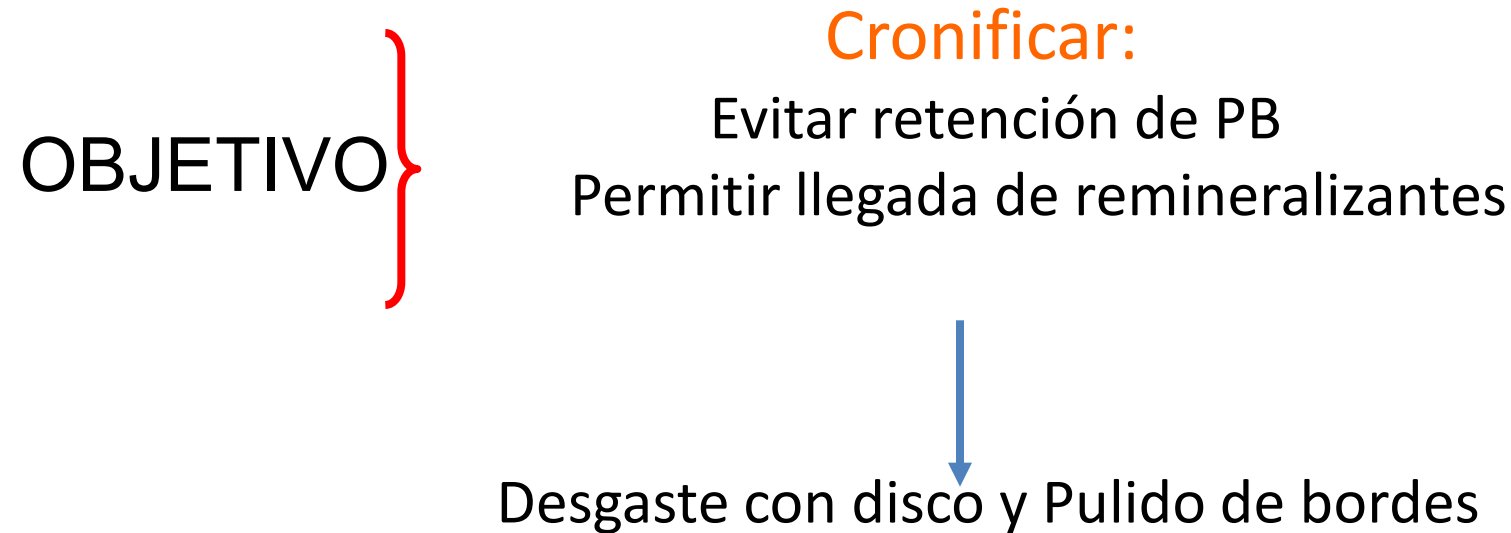 OBJETIVO
Cronificar:
Evitar retención de PB
Permitir llegada de remineralizantes
Desgaste con disco y Pulido de bordes